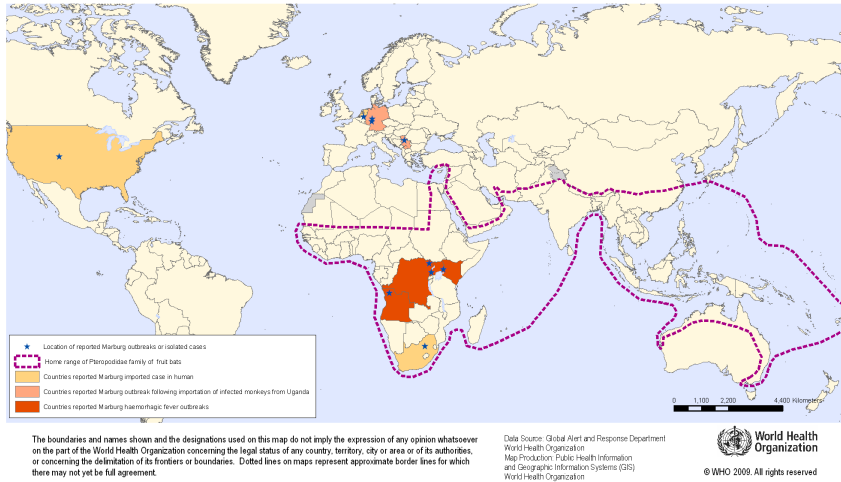 Location of reported Marburg outbreaks or isolated cases
Home range of Pteropodidae family of fruit bats
Countries reported Marburg imported case in human
Countries reported Marburg outbreak following importation of infected monkeys from Uganda
Countries reported Marburg haemorhagic fever outbreaks
0 1,100 2,200 4,400 Kilometers
The boundaries and names shown and the designations used on this map do not imply the expression of any opinion whatsoever
on the part of the World Health Organization concerning the legal status of any country, territory, city or area or of its authorities,
or concerning the delimitation of its frontiers or boundaries. Dotted lines on maps represent approximate border lines for which
there may not yet be full agreement.
Data Source: Global Alert and Response Department
World Health Organization
Map Production: Public Health Information
and Geographic Information Systems (GIS)
World Health Organization
World Health
Organization
© WHO 2009. All rights reserved